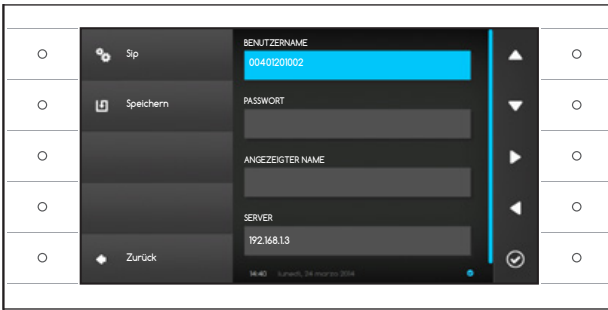 Sip
Speichern
Zurück
BENUTZERNAME
00401201002
PASSWORT
ANGEZEIGTER NAME
SERVER
192.168.1.3
14:40 lunedì, 24 marzo 2014